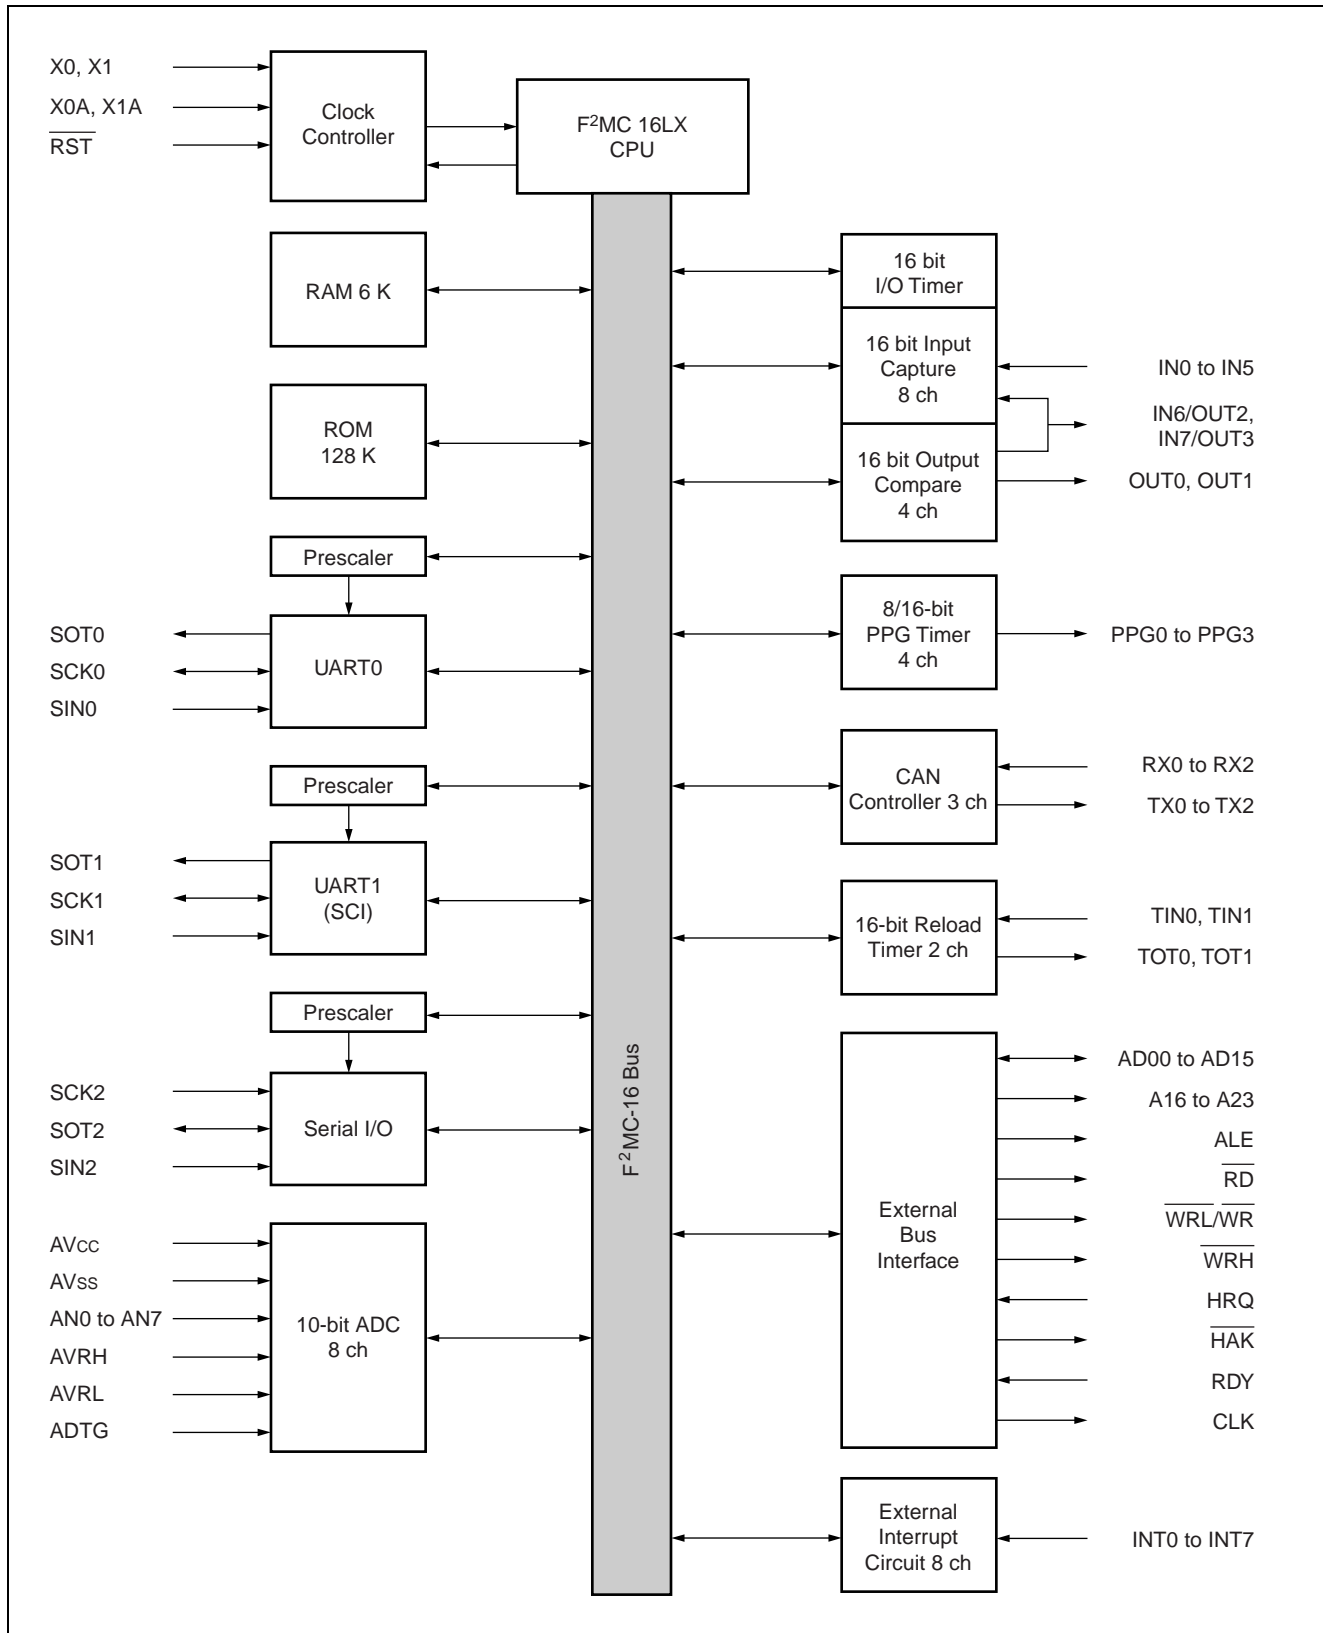 X0, X1
X0A, X1A
RST
Clock
Controller
F²MC 16LX
CPU
RAM 6 K
ROM
128 K
Prescaler
SOT0
SCK0
SIN0
UART0
Prescaler
SOT1
SCK1
SIN1
UART1
(SCI)
Prescaler
SCK2
SOT2
SIN2
Serial I/O
AVCC
AVSS
AN0 to AN7
AVRH
AVRL
ADTG
10-bit ADC
8 ch
F²MC-16 Bus
16 bit
I/O Timer
16 bit Input
Capture
8 ch
16 bit Output
Compare
4 ch
IN0 to IN5
IN6/OUT2,
IN7/OUT3
OUT0, OUT1
8/16-bit
PPG Timer
4 ch
PPG0 to PPG3
CAN
Controller 3 ch
RX0 to RX2
TX0 to TX2
16-bit Reload
Timer 2 ch
TIN0, TIN1
TOT0, TOT1
External
Bus
Interface
AD00 to AD15
A16 to A23
ALE
RD
WRL/WR
WRH
HRQ
HAK
RDY
CLK
External
Interrupt
Circuit 8 ch
INT0 to INT7